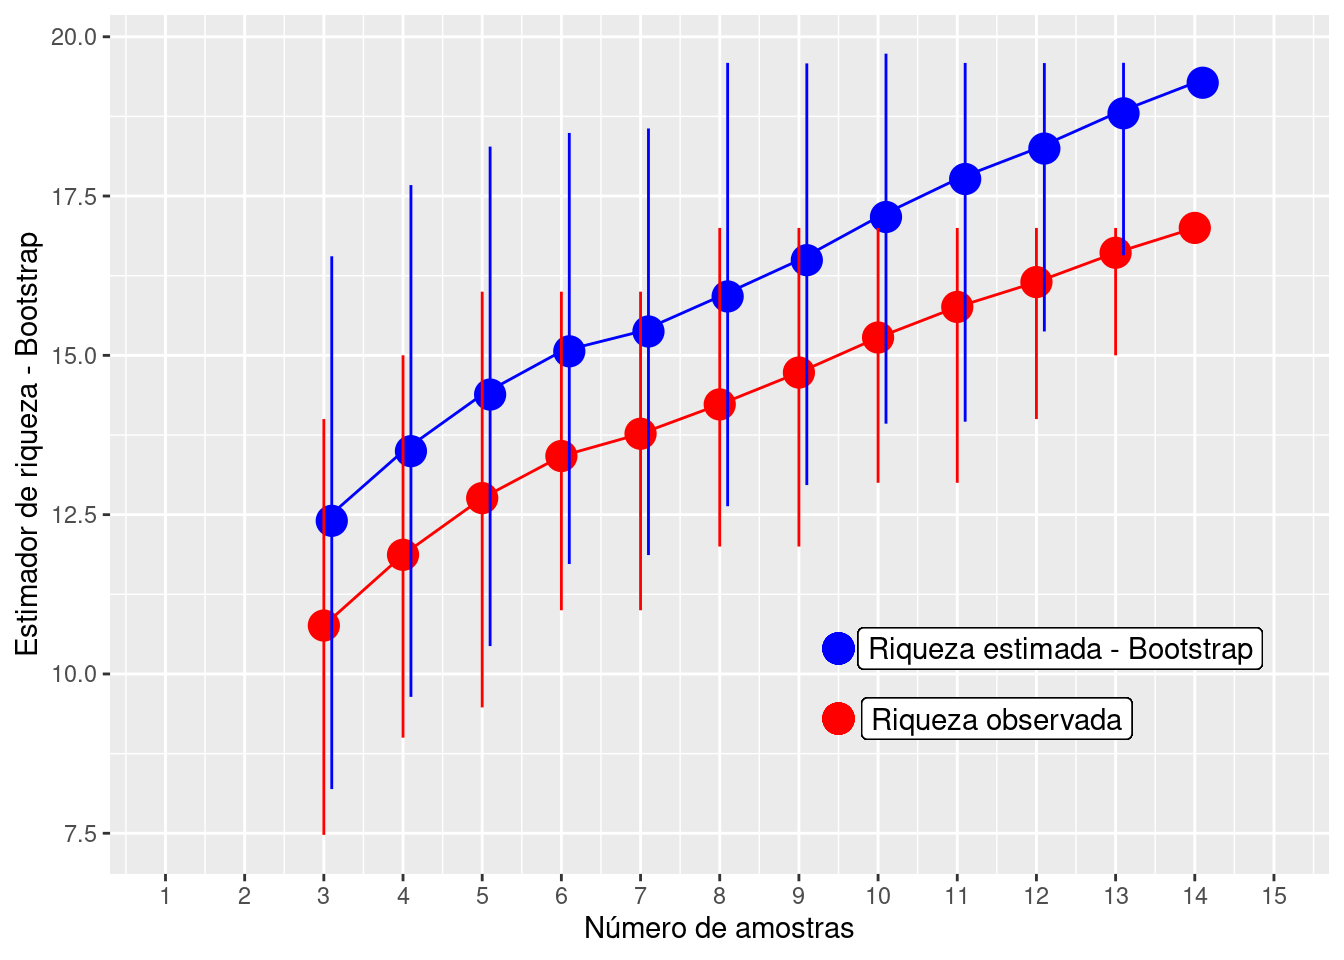 20.0
17.5
15.0
12.5
10.0
7.5
Estimador de riqueza - Bootstrap
Riqueza estimada - Bootstrap
Riqueza observada
1 2 3 4 5 6 7 8 9 10 11 12 13 14 15
Número de amostras